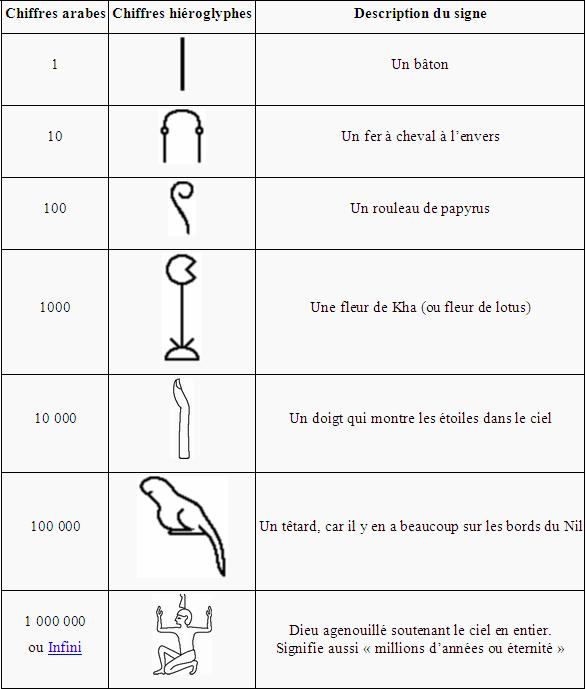 Chiffres arabes Chiffres hiéroglyphes Description du signe
1 Un bâton
10 Un fer à cheval à l’envers
100 Un rouleau de papyrus
1000 Une fleur de Kha (ou fleur de lotus)
10 000 Un doigt qui montre les étoiles dans le ciel
100 000 Un têtard, car il y en a beaucoup sur les bords du Nil
1 000 000
ou Infini
Dieu agenouillé soutenant le ciel en entier.
Signifie aussi « millions d’années ou éternité »